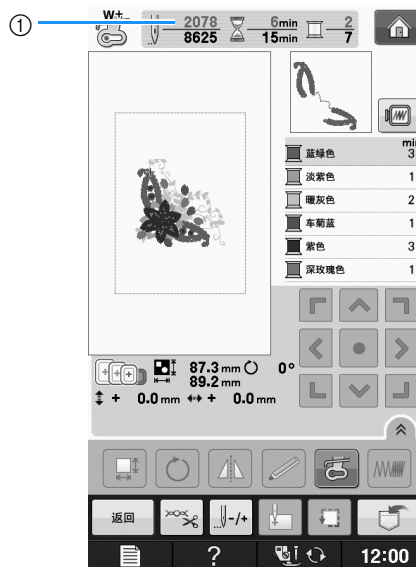 ①
W+
2078 6min 2
8625 15min 7
min
蓝绿色 3
淡紫色 1
暖灰色 2
车菊蓝 1
紫色 3
深玫瑰色 1
87.3 mm 0°
89.2 mm
+ 0.0 mm + 0.0 mm
返回 -/+
? 12:00